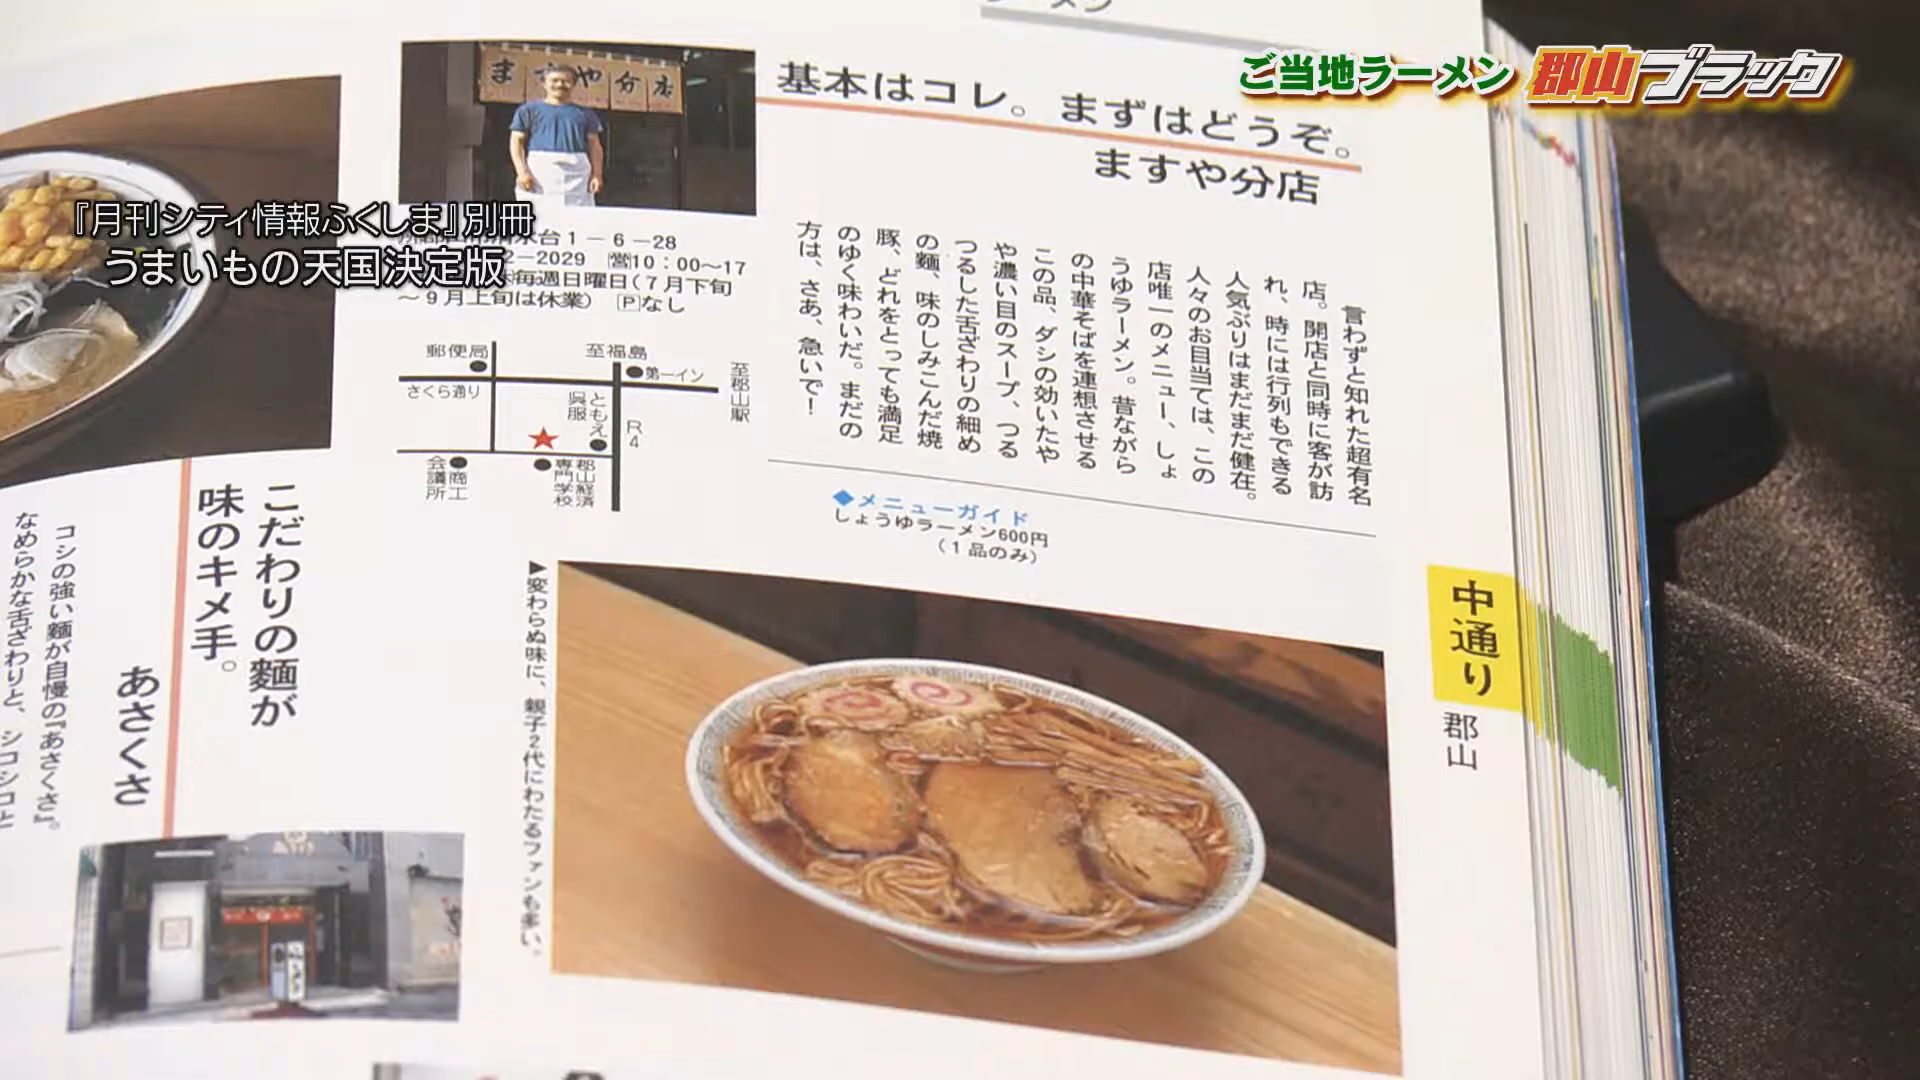 ご当地ラーメン 郡山ブラック
『月刊シティ情報ふくしま』別冊
うまいもの天国決定版
ますや分店
基本はコレ。まずはどうぞ。
ますや分店
台1−6−28
2−2029 営10:00〜17
毎週日曜日(7月下旬
〜9月上旬は休業) Pなし
郵便局
至福島
第一イン
至郡山駅
さくら通り
ともえ
呉服
R4
商工
会議所
郡山経済
専門学校
言わずと知れた超有名
店。開店と同時に客が訪
れ、時には行列もできる
人気ぶりはまだまだ健在。
人々のお目当ては、この
店唯一のメニュー、しょ
うゆラーメン。昔ながら
の中華そばを連想させる
この品、ダシの効いたや
や濃い目のスープ、つる
つるした舌ざわりの細め
の麺、味のしみこんだ焼
豚、どれをとっても満足
のゆく味わいだ。まだの
方は、さあ、急いで!
◆メニューガイド
しょうゆラーメン600円
(1品のみ)
▶変わらぬ味に、親子2代にわたるファンも多い。
中通り
郡山
こだわりの麺が
味のキメ手。
あさくさ
コシの強い麺が自慢の『あさくさ』。
なめらかな舌ざわりと、シコシコと